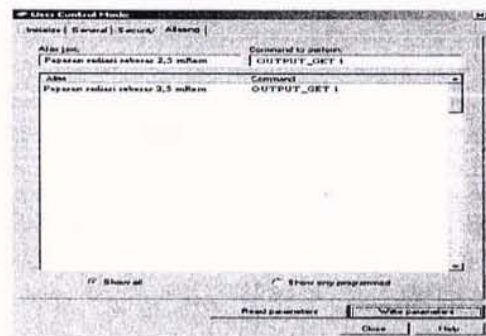 User Control Mode
Initialize General Security Aliasing
Alias text: Command to perform:
Paparan radiasi sebesar 2,5 mRem OUTPUT_GET 1
Alias Command
Paparan radiasi sebesar 2,5 mRem OUTPUT_GET 1
Show all Show only programmed
Read parameters Write parameters
Close Help